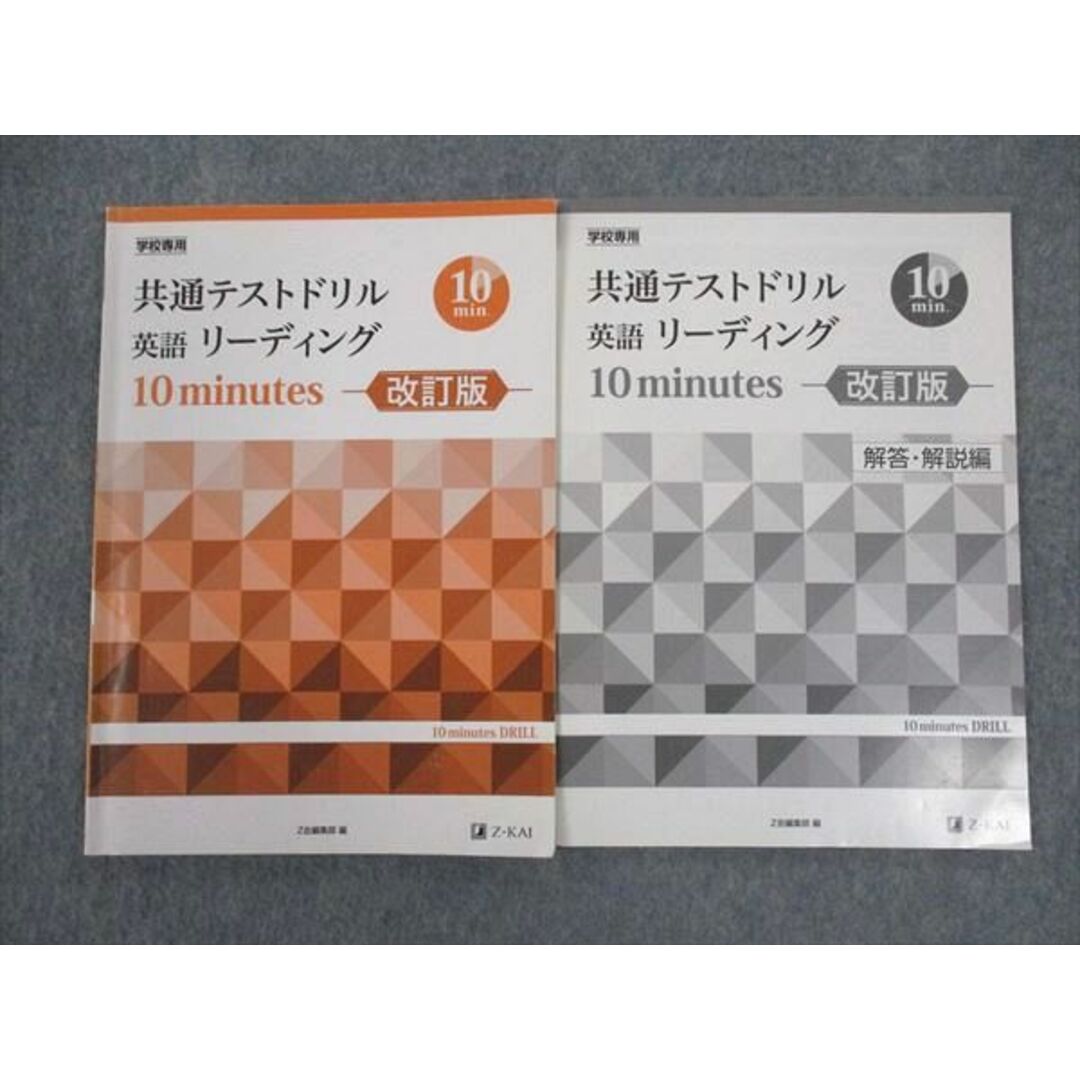 学校専用
共通テストドリル
10
min.
英語 リーディング
10 minutes
改訂版
10 minutes DRILL
Z会編集部 編
Z-KAI
学校専用
共通テストドリル
10
min.
英語 リーディング
10 minutes
改訂版
解答・解説編
10 minutes DRILL
Z会編集部 編
Z-KAI